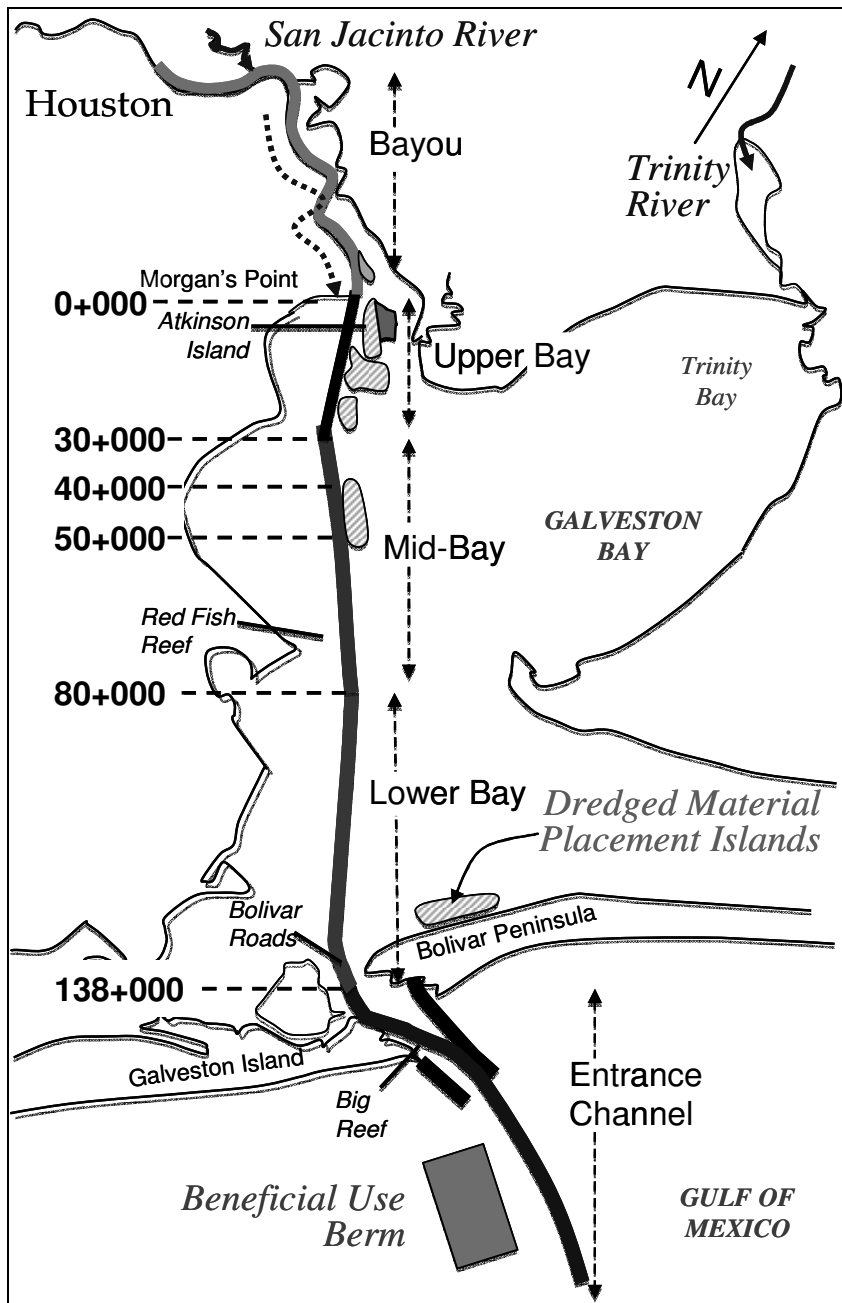 San Jacinto River
Houston
N
Bayou
Trinity
River
Morgan's Point
0+000
Atkinson
Island
Upper Bay
Trinity
Bay
30+000
40+000
50+000
Mid-Bay
GALVESTON
BAY
Red Fish
Reef
80+000
Lower Bay
Dredged Material
Placement Islands
Bolivar
Roads
Bolivar Peninsula
138+000
Galveston Island
Big
Reef
Entrance
Channel
Beneficial Use
Berm
GULF OF
MEXICO